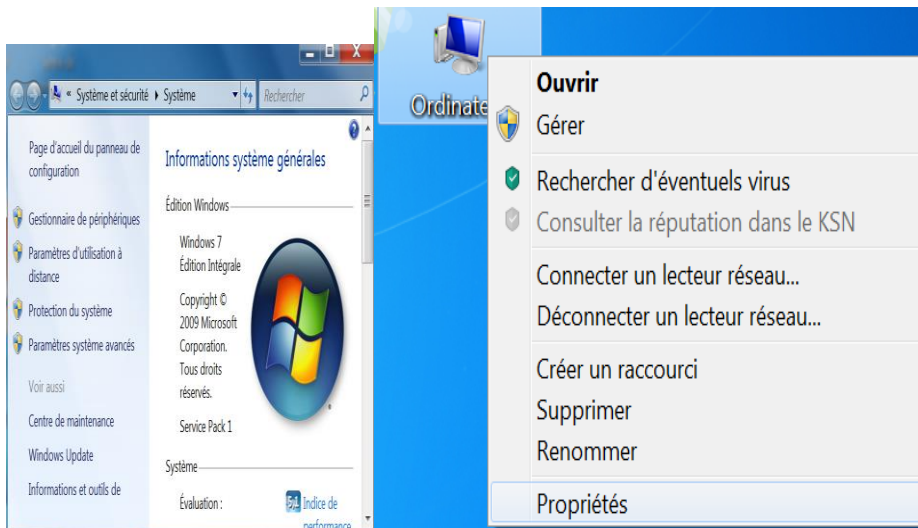 « Système et sécurité ▸ Système
Rechercher
Page d'accueil du panneau de
configuration
Gestionnaire de périphériques
Paramètres d'utilisation à
distance
Protection du système
Paramètres système avancés
Voir aussi
Centre de maintenance
Windows Update
Informations et outils de
Informations système générales
Édition Windows
Windows 7
Édition Intégrale
Copyright ©
2009 Microsoft
Corporation.
Tous droits
réservés.
Service Pack 1
Système
Évaluation :
Indice de
performance
Ordinate
Ouvrir
Gérer
Rechercher d'éventuels virus
Consulter la réputation dans le KSN
Connecter un lecteur réseau...
Déconnecter un lecteur réseau...
Créer un raccourci
Supprimer
Renommer
Propriétés